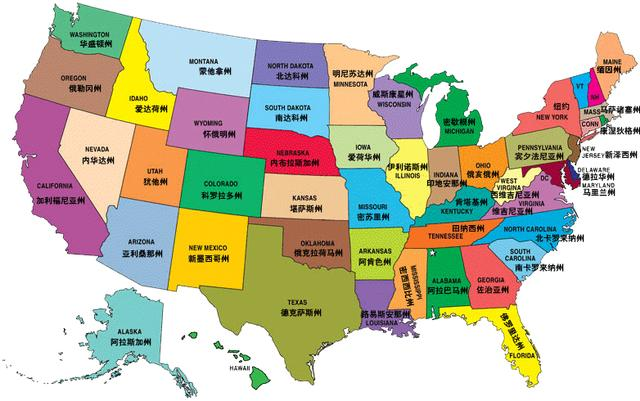 WASHINGTON
华盛顿州
OREGON
俄勒冈州
IDAHO
爱达荷州
MONTANA
蒙他拿州
WYOMING
怀俄明州
NORTH DAKOTA
北达科州
SOUTH DAKOTA
南达科州
NEBRASKA
内布拉斯加州
明尼苏达州
MINNESOTA
威斯康星州
WISCONSIN
密歇根州
MICHIGAN
IOWA
爱荷华州
伊利诺斯州
ILLINOIS
INDIANA
印地安那州
OHIO
俄亥俄州
PENNSYLVANIA
宾夕法尼亚州
纽约
NEW YORK
VT
NH
MAINE
缅因州
MASS
马萨诸塞州
CONN
康涅狄格州
NEW
JERSEY 新泽西州
DELAWARE
德拉华州
MARYLAND
马里兰州
DC
WEST
VIRGINIA
西维吉尼亚州
VIRGINIA
维吉尼亚州
肯塔基州
KENTUCKY
田纳西州
TENNESSEE
NORTH CAROLINA
北卡罗来纳州
SOUTH
CAROLINA
南卡罗来纳州
GEORGIA
佐治亚州
ALABAMA
阿拉巴马州
MISSISSIPPI
密西西比州
佛罗里达州
FLORIDA
路易斯安那州
LOUISIANA
ARKANSAS
阿肯色州
MISSOURI
密苏里州
KANSAS
堪萨斯州
OKLAHOMA
俄克拉荷马州
TEXAS
德克萨斯州
COLORADO
科罗拉多州
NEW MEXICO
新墨西哥州
UTAH
犹他州
ARIZONA
亚利桑那州
NEVADA
内华达州
CALIFORNIA
加利福尼亚州
ALASKA
阿拉斯加州
HAWAII